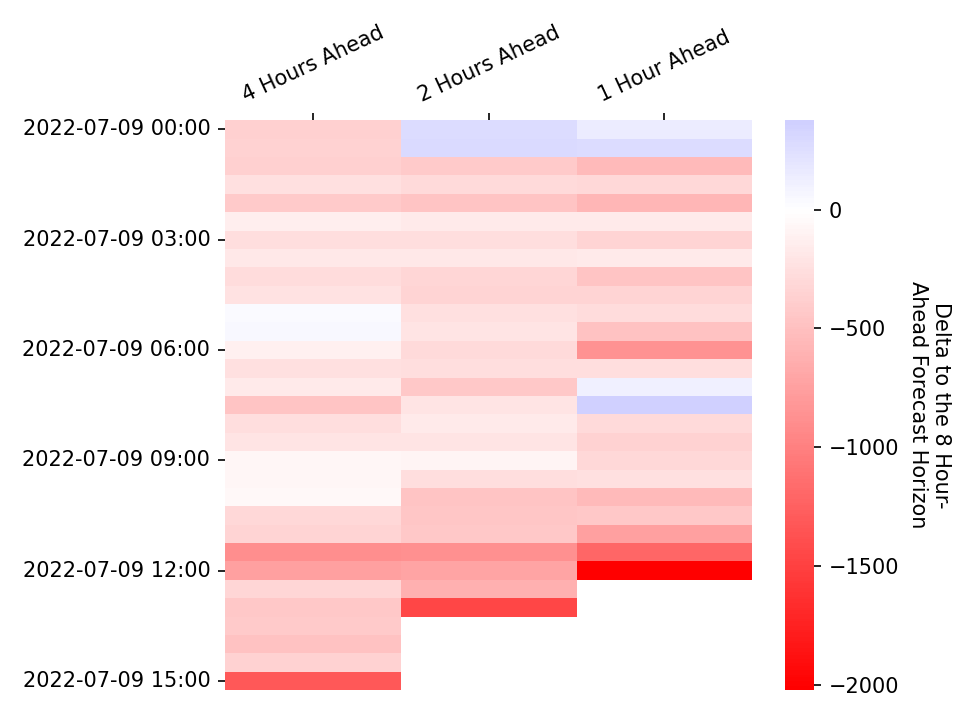 4 Hours Ahead
2 Hours Ahead
1 Hour Ahead
2022-07-09 00:00
2022-07-09 03:00
2022-07-09 06:00
2022-07-09 09:00
2022-07-09 12:00
2022-07-09 15:00
0
−500
−1000
−1500
−2000
Delta to the 8 Hour-
Ahead Forecast Horizon